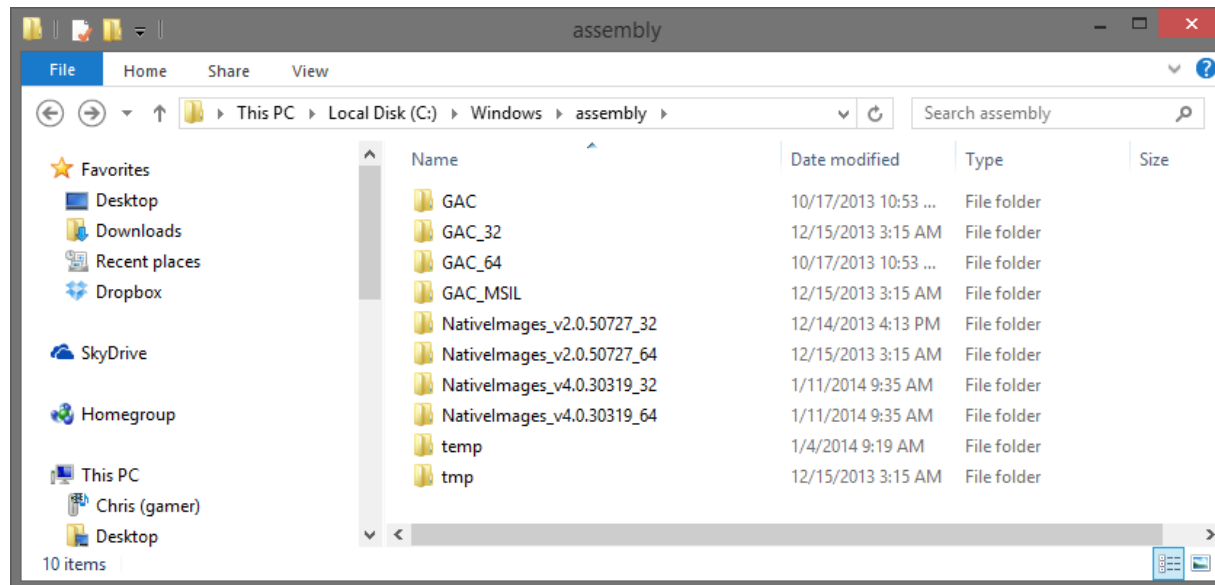 assembly
File Home Share View
This PC Local Disk (C:) Windows assembly Search assembly
Name Date modified Type Size
Favorites
Desktop
Downloads
Recent places
Dropbox
SkyDrive
Homegroup
This PC
Chris (gamer)
Desktop
GAC 10/17/2013 10:53 ... File folder
GAC_32 12/15/2013 3:15 AM File folder
GAC_64 10/17/2013 10:53 ... File folder
GAC_MSIL 12/15/2013 3:15 AM File folder
NativeImages_v2.0.50727_32 12/14/2013 4:13 PM File folder
NativeImages_v2.0.50727_64 12/15/2013 3:15 AM File folder
NativeImages_v4.0.30319_32 1/11/2014 9:35 AM File folder
NativeImages_v4.0.30319_64 1/11/2014 9:35 AM File folder
temp 1/4/2014 9:19 AM File folder
tmp 12/15/2013 3:15 AM File folder
10 items